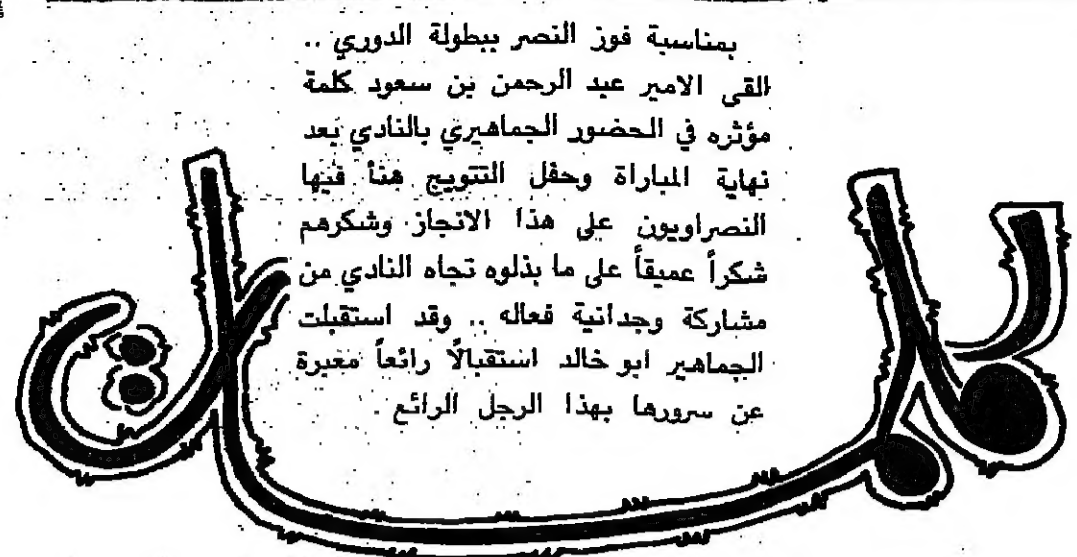 بمناسبة فوز النصر ببطولة الدوري ..
القى الامير عبد الرحمن بن سعود كلمة
مؤثره في الحضور الجماهيري بالنادي بعد
نهاية المباراة وحفل التتويج هنأ فيها
النصراويون على هذا الانجاز وشكرهم
شكراً عميقاً على ما بذلوه تجاه النادي من
مشاركة وجدانية فعاله .. وقد استقبلت
الجماهير ابو خالد استقبالًا رائعاً معبرة
عن سرورها بهذا الرجل الرائع .